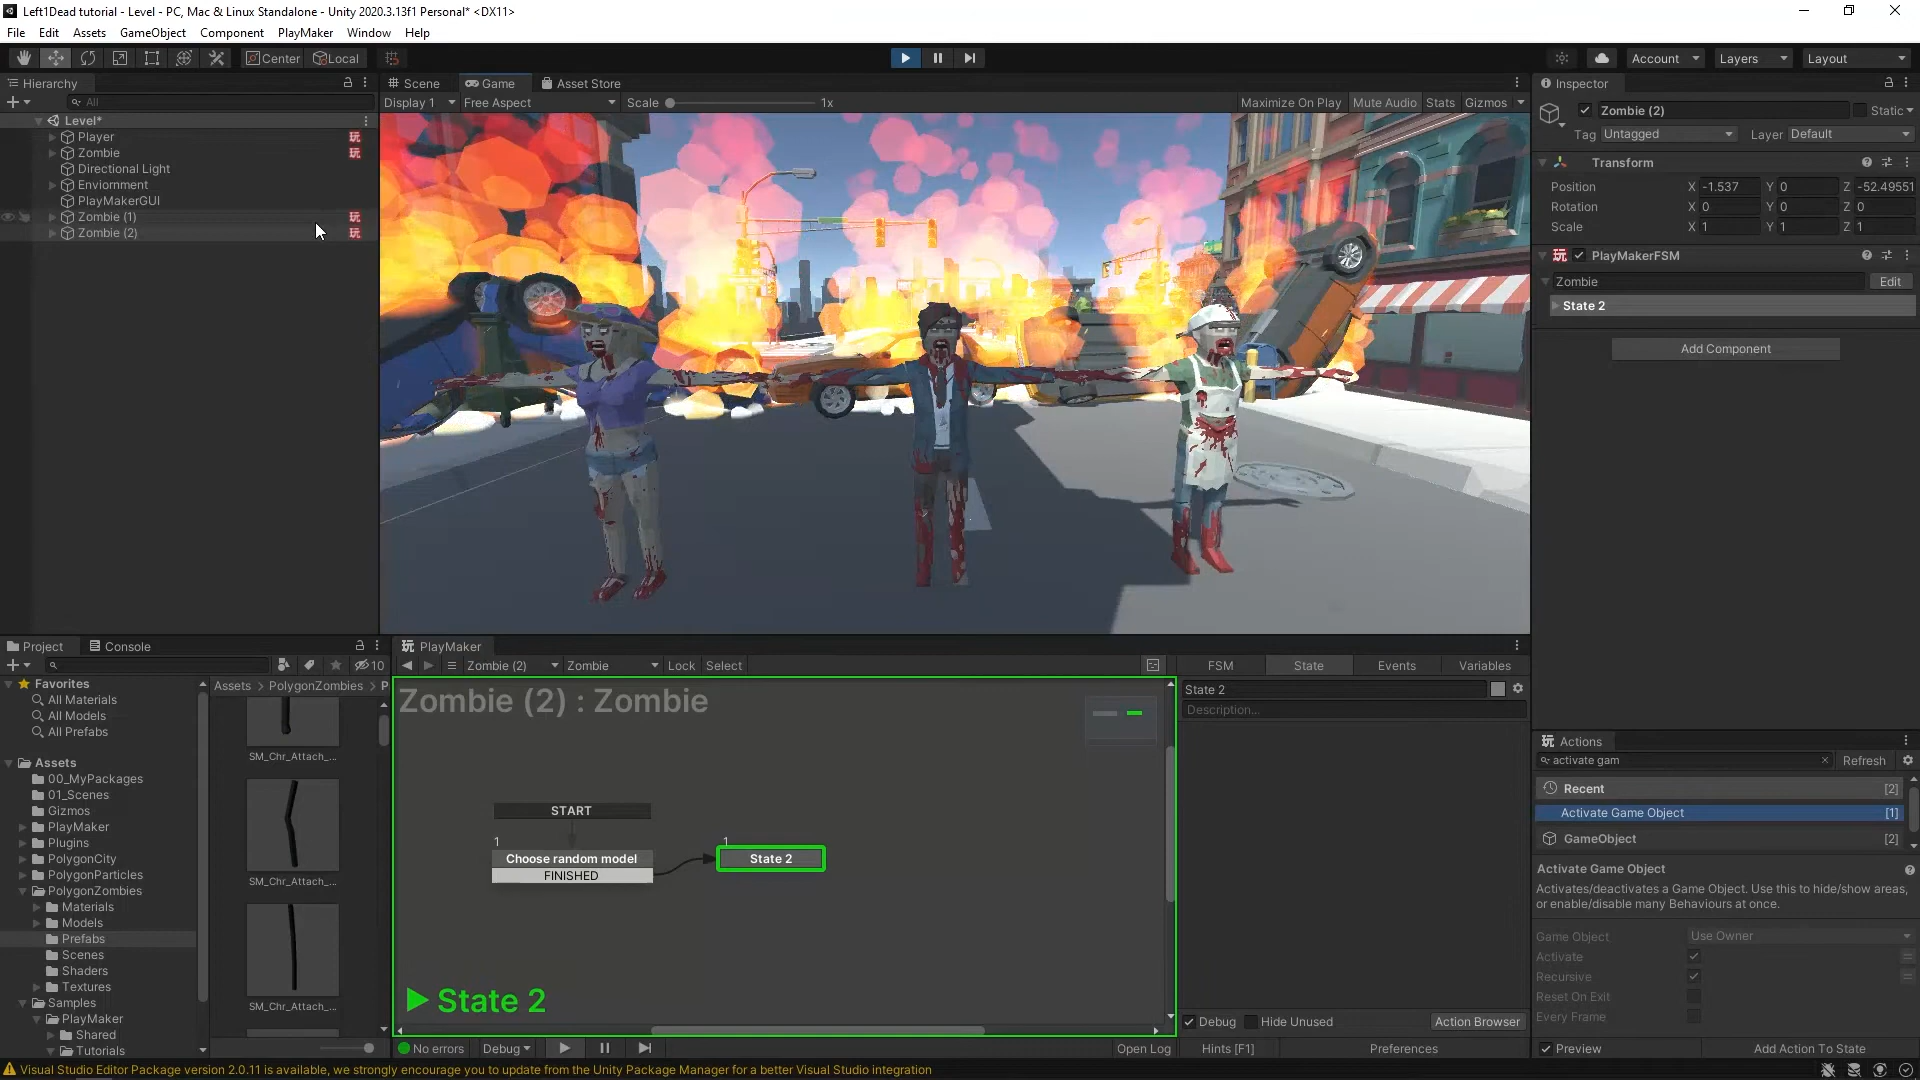 Left1Dead tutorial - Level - PC, Mac & Linux Standalone - Unity 2020.3.13f1 Personal* <DX11>
File Edit Assets GameObject Component PlayMaker Window Help
Center Local Account Layers Layout
Hierarchy
All
Level*
Player
Zombie
Directional Light
Enviornment
PlayMakerGUI
Zombie (1)
Zombie (2)
Scene Game Asset Store
Display 1 Free Aspect Scale 1x Maximize On Play Mute Audio Stats Gizmos
Inspector
Zombie (2) Static
Tag Untagged Layer Default
Transform
Position X -1.537 Y 0 Z -52.49551
Rotation X 0 Y 0 Z 0
Scale X 1 Y 1 Z 1
PlayMakerFSM
Zombie Edit
State 2
Add Component
Project Console
10
Favorites
All Materials
All Models
All Prefabs
Assets
00_MyPackages
01_Scenes
Gizmos
PlayMaker
Plugins
PolygonCity
PolygonParticles
PolygonZombies
Materials
Models
Prefabs
Scenes
Shaders
Textures
Samples
PlayMaker
Shared
Tutorials
Assets > PolygonZombies > P
SM_Chr_Attach_...
SM_Chr_Attach_...
SM_Chr_Attach_...
PlayMaker
Zombie (2) Zombie Lock Select
Zombie (2) : Zombie
START
1
Choose random model
FINISHED
1
State 2
State 2
No errors Debug Open Log
FSM State Events Variables
State 2
Description...
Debug Hide Unused Action Browser
Hints [F1] Preferences
Actions
activate gam Refresh
Recent [2]
Activate Game Object [1]
GameObject [2]
Activate Game Object
Activates/deactivates a Game Object. Use this to hide/show areas,
or enable/disable many Behaviours at once.
Game Object Use Owner
Activate
Recursive
Reset On Exit
Every Frame
Preview Add Action To State
Visual Studio Editor Package version 2.0.11 is available, we strongly encourage you to update from the Unity Package Manager for a better Visual Studio integration